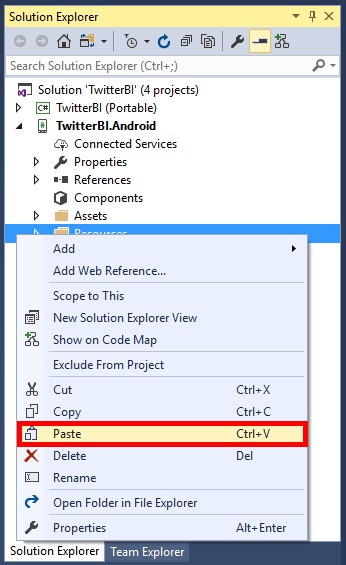 Solution Explorer
Search Solution Explorer (Ctrl+;)
Solution 'TwitterBI' (4 projects)
C# TwitterBI (Portable)
TwitterBI.Android
Connected Services
Properties
References
Components
Assets
Resources
Add
Add Web Reference...
Scope to This
New Solution Explorer View
Show on Code Map
Exclude From Project
Cut Ctrl+X
Copy Ctrl+C
Paste Ctrl+V
Delete Del
Rename
Open Folder in File Explorer
Properties Alt+Enter
Solution Explorer Team Explorer